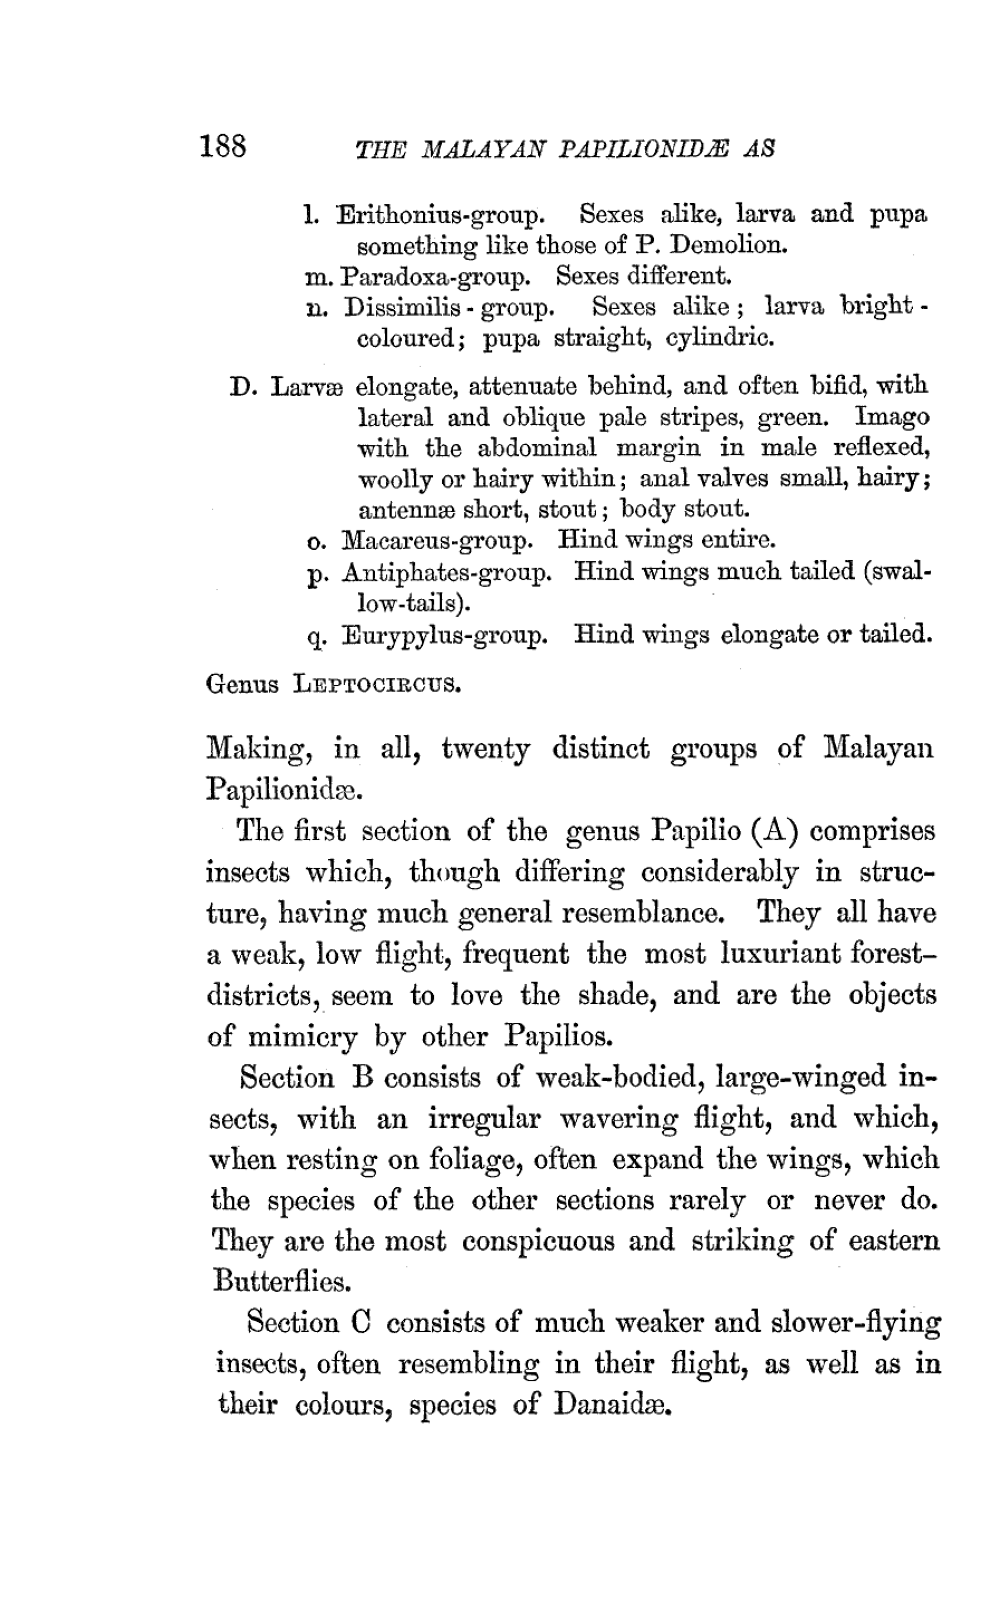 188 THE MALAYAN PAPILIONIDÆ AS
l. Erithonius-group. Sexes alike, larva and pupa
something like those of P. Demolion.
m. Paradoxa-group. Sexes different.
n. Dissimilis-group. Sexes alike; larva bright-
coloured; pupa straight, cylindric.
D. Larvæ elongate, attenuate behind, and often bifid, with
lateral and oblique pale stripes, green. Imago
with the abdominal margin in male reflexed,
woolly or hairy within; anal valves small, hairy;
antennæ short, stout; body stout.
o. Macareus-group. Hind wings entire.
p. Antiphates-group. Hind wings much tailed (swal-
low-tails).
q. Eurypylus-group. Hind wings elongate or tailed.
Genus LEPTOCIRCUS.
Making, in all, twenty distinct groups of Malayan
Papilionidæ.
The first section of the genus Papilio (A) comprises
insects which, though differing considerably in struc-
ture, having much general resemblance. They all have
a weak, low flight, frequent the most luxuriant forest-
districts, seem to love the shade, and are the objects
of mimicry by other Papilios.
Section B consists of weak-bodied, large-winged in-
sects, with an irregular wavering flight, and which,
when resting on foliage, often expand the wings, which
the species of the other sections rarely or never do.
They are the most conspicuous and striking of eastern
Butterflies.
Section C consists of much weaker and slower-flying
insects, often resembling in their flight, as well as in
their colours, species of Danaidæ.